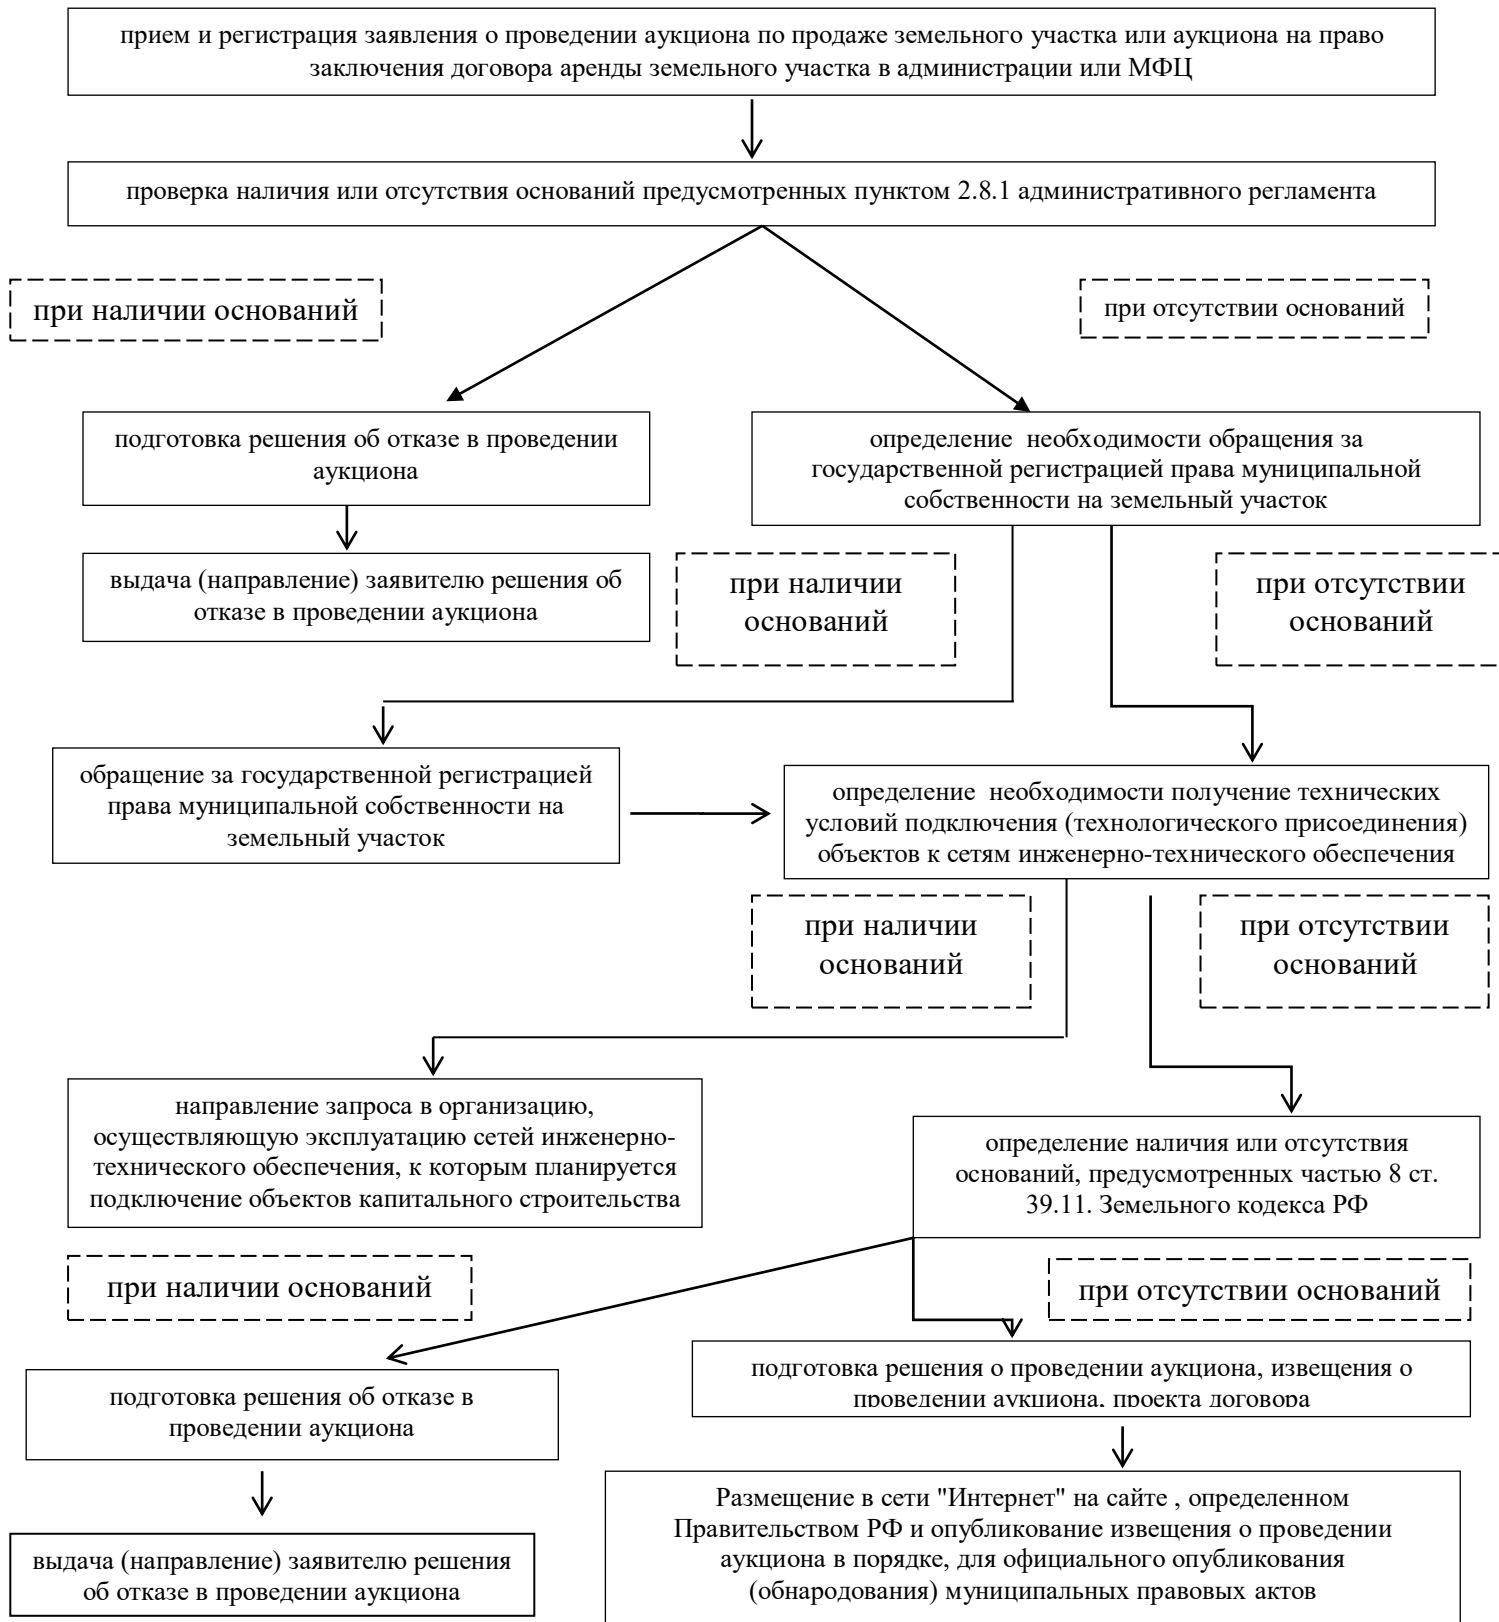 прием и регистрация заявления о проведении аукциона по продаже земельного участка или аукциона на право
заключения договора аренды земельного участка в администрации или МФЦ
проверка наличия или отсутствия оснований предусмотренных пунктом 2.8.1 административного регламента
при наличии оснований
при отсутствии оснований
подготовка решения об отказе в проведении
аукциона
определение  необходимости обращения за
государственной регистрацией права муниципальной
собственности на земельный участок
выдача (направление) заявителю решения об
отказе в проведении аукциона
при наличии
оснований
при отсутствии
оснований
обращение за государственной регистрацией
права муниципальной собственности на
земельный участок
определение  необходимости получение технических
условий подключения (технологического присоединения)
объектов к сетям инженерно-технического обеспечения
при наличии
оснований
при отсутствии
оснований
направление запроса в организацию,
осуществляющую эксплуатацию сетей инженерно-
технического обеспечения, к которым планируется
подключение объектов капитального строительства
определение наличия или отсутствия
оснований, предусмотренных частью 8 ст.
39.11. Земельного кодекса РФ
при наличии оснований
при отсутствии оснований
подготовка решения об отказе в
проведении аукциона
подготовка решения о проведении аукциона, извещения о
проведении аукциона, проекта договора
выдача (направление) заявителю решения
об отказе в проведении аукциона
Размещение в сети "Интернет" на сайте , определенном
Правительством РФ и опубликование извещения о проведении
аукциона в порядке, для официального опубликования
(обнародования) муниципальных правовых актов